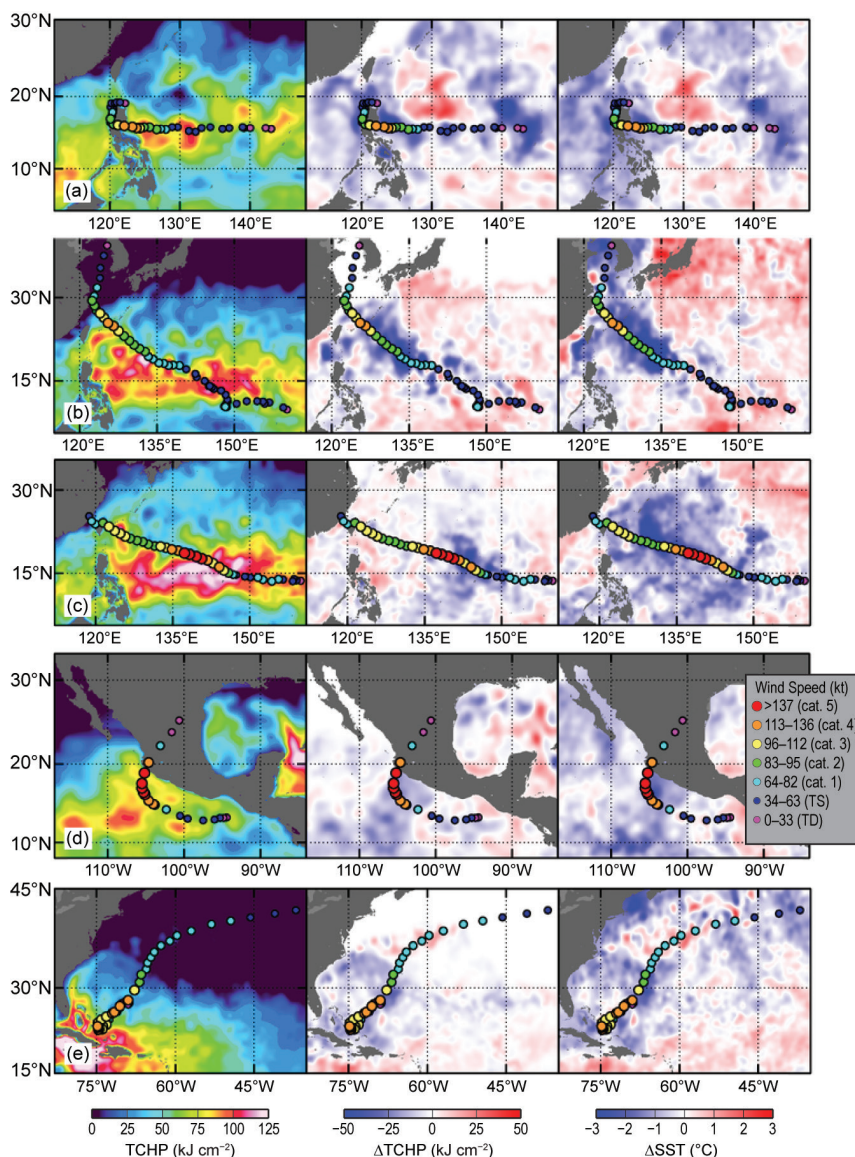 30°N
20°N
10°N
(a)
120°E 130°E 140°E 120°E 130°E 140°E 120°E 130°E 140°E
30°N
15°N
(b)
120°E 135°E 150°E 120°E 135°E 150°E 120°E 135°E 150°E
30°N
15°N
(c)
120°E 135°E 150°E 120°E 135°E 150°E 120°E 135°E 150°E
30°N
20°N
10°N
(d)
110°W 100°W 90°W 110°W 100°W 90°W 110°W 100°W 90°W
Wind Speed (kt)
>137 (cat. 5)
113–136 (cat. 4)
96–112 (cat. 3)
83–95 (cat. 2)
64-82 (cat. 1)
34–63 (TS)
0–33 (TD)
45°N
30°N
15°N
(e)
75°W 60°W 45°W 75°W 60°W 45°W 75°W 60°W 45°W
0 25 50 75 100 125 −50 −25 0 25 50 −3 −2 −1 0 1 2 3
TCHP (kJ cm−2) ΔTCHP (kJ cm−2) ΔSST (°C)